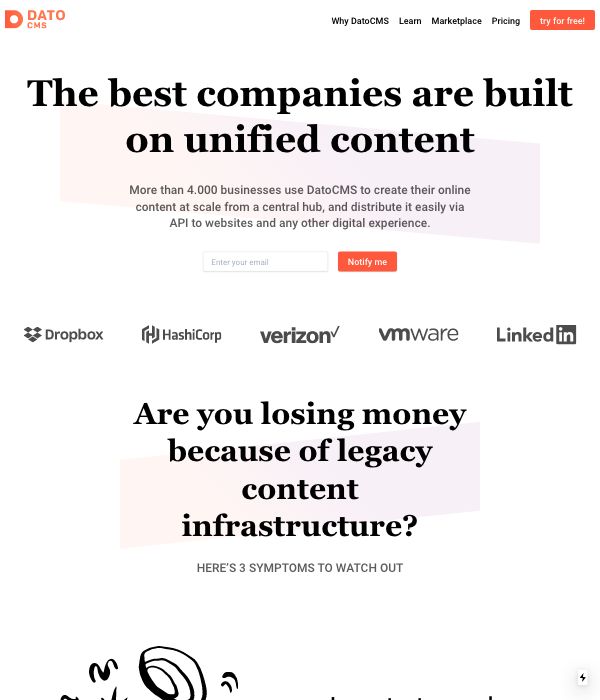 DATO
CMS
Why DatoCMS Learn Marketplace Pricing try for free!
The best companies are built
on unified content
More than 4.000 businesses use DatoCMS to create their online
content at scale from a central hub, and distribute it easily via
API to websites and any other digital experience.
Enter your email Notify me
Dropbox HashiCorp verizon vmware Linked in
Are you losing money
because of legacy
content
infrastructure?
HERE'S 3 SYMPTOMS TO WATCH OUT